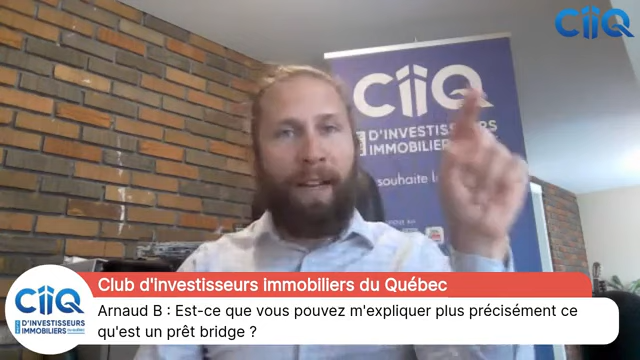 CiiQ
CiiQ
D'INVESTISSEURS
IMMOBILIER
souhaite
Club d'investisseurs immobiliers du Québec
CiiQ
D'INVESTISSEURS
IMMOBILIERS
Arnaud B : Est-ce que vous pouvez m'expliquer plus précisément ce
qu'est un prêt bridge ?